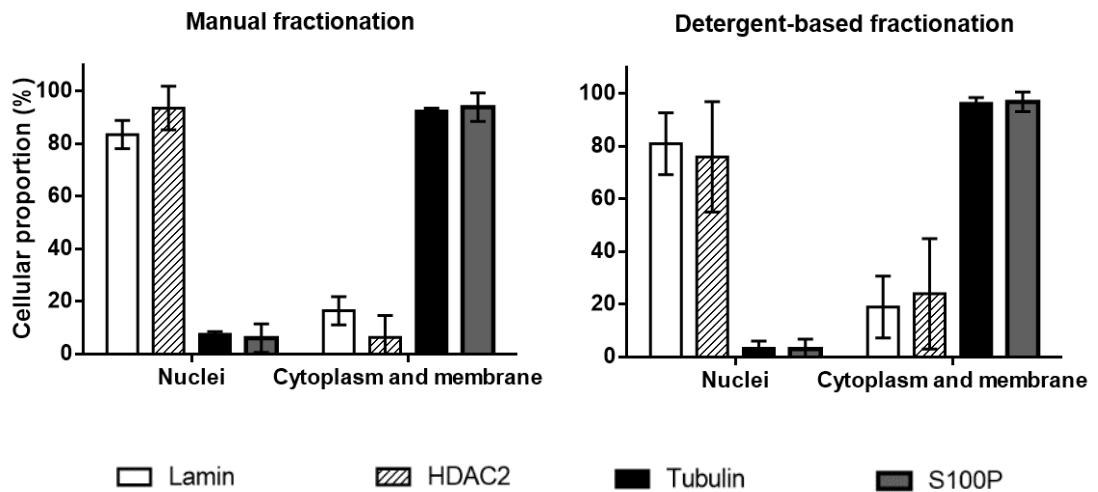 Manual fractionation
Detergent-based fractionation
Cellular proportion (%)
100
80
60
40
20
0
Nuclei
Cytoplasm and membrane
100
80
60
40
20
0
Nuclei
Cytoplasm and membrane
Lamin
HDAC2
Tubulin
S100P